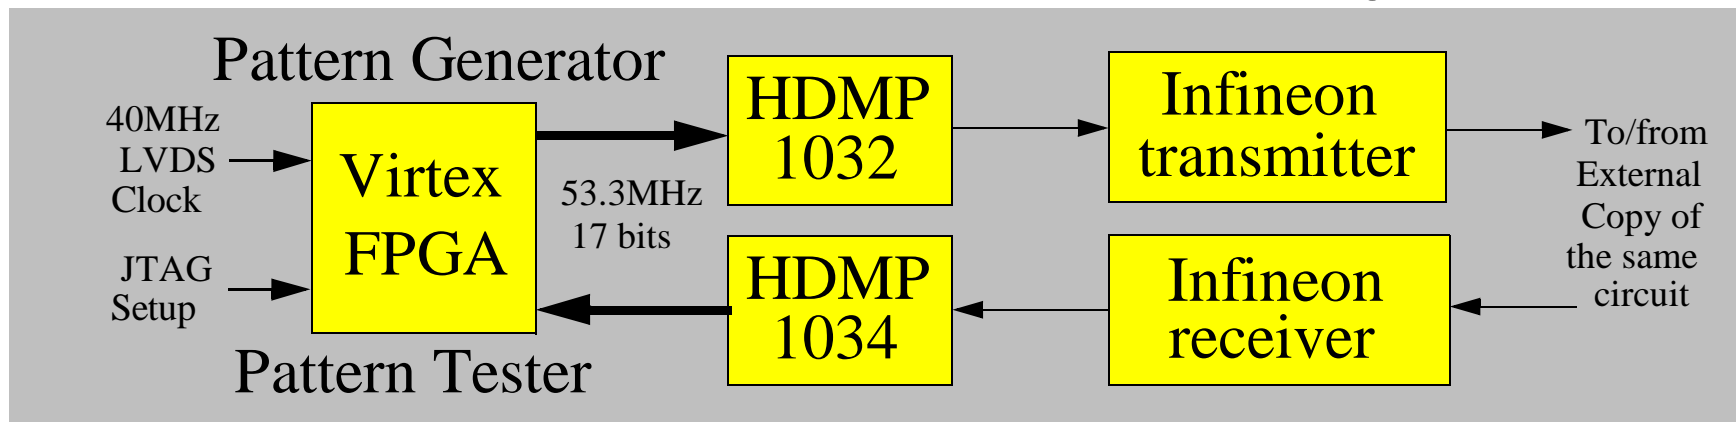 Pattern Generator
40MHz
LVDS
Clock
JTAG
Setup
Virtex
FPGA
Pattern Tester
53.3MHz
17 bits
HDMP
1032
HDMP
1034
Infineon
transmitter
Infineon
receiver
To/from
External
Copy of
the same
circuit